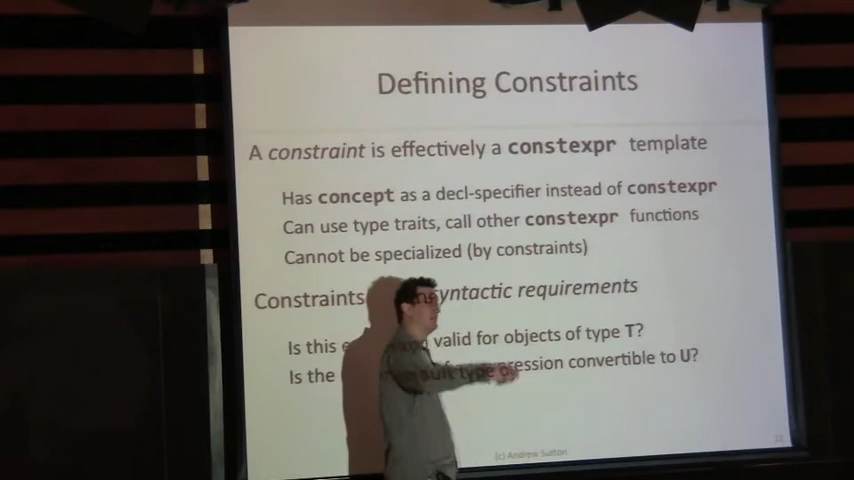 Defining Constraints
A constraint is effectively a constexpr template
Has concept as a decl-specifier instead of constexpr
Can use type traits, call other constexpr functions
Cannot be specialized (by constraints)
Constraints syntactic requirements
Is this valid for objects of type T?
Is the type convertible to U?
(c) Andrew Sutton